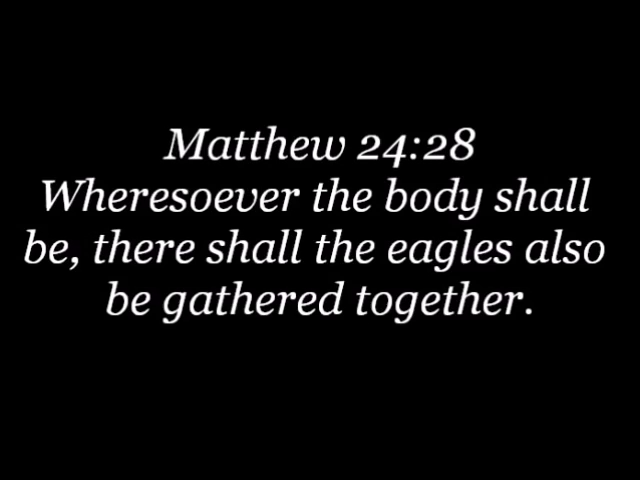 Matthew 24:28
Wheresoever the body shall
be, there shall the eagles also
be gathered together.